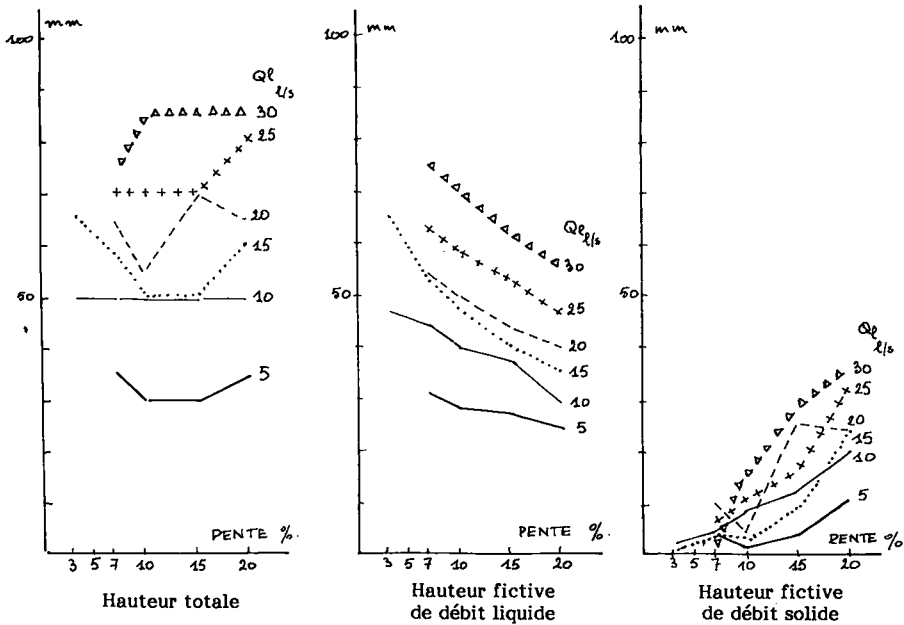 mm
100
50
Ql
l/s
30
25
20
15
10
5
PENTE %
3 5 7 10 15 20
Hauteur totale
mm
100
50
Ql
l/s
30
25
20
15
10
5
PENTE %
3 5 7 10 15 20
Hauteur fictive
de débit liquide
mm
100
50
Ql
l/s
30
25
20
15
10
5
PENTE %
3 5 7 10 15 20
Hauteur fictive
de débit solide